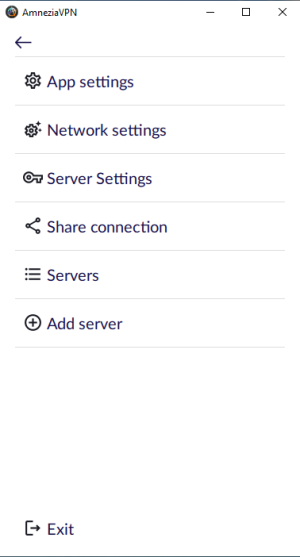 AmneziaVPN
App settings
Network settings
Server Settings
Share connection
Servers
Add server
Exit